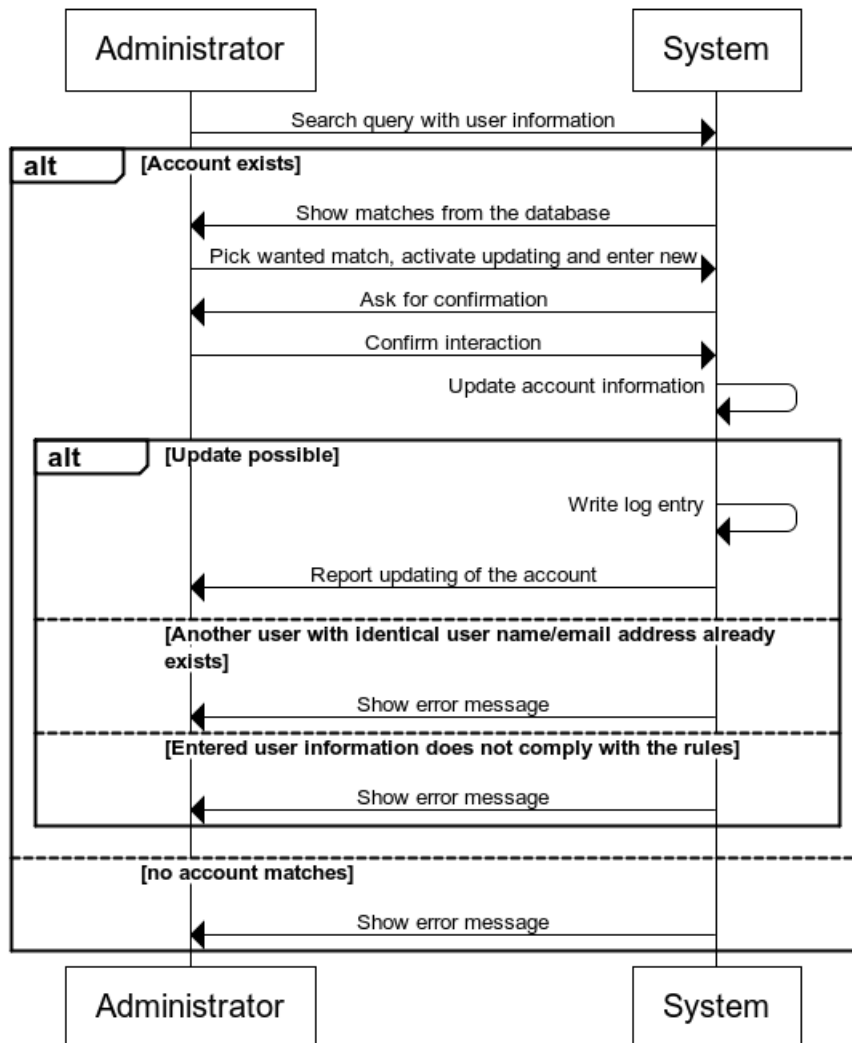 Administrator
System
Search query with user information
alt
[Account exists]
Show matches from the database
Pick wanted match, activate updating and enter new
Ask for confirmation
Confirm interaction
Update account information
alt
[Update possible]
Write log entry
Report updating of the account
[Another user with identical user name/email address already
exists]
Show error message
[Entered user information does not comply with the rules]
Show error message
[no account matches]
Show error message
Administrator
System